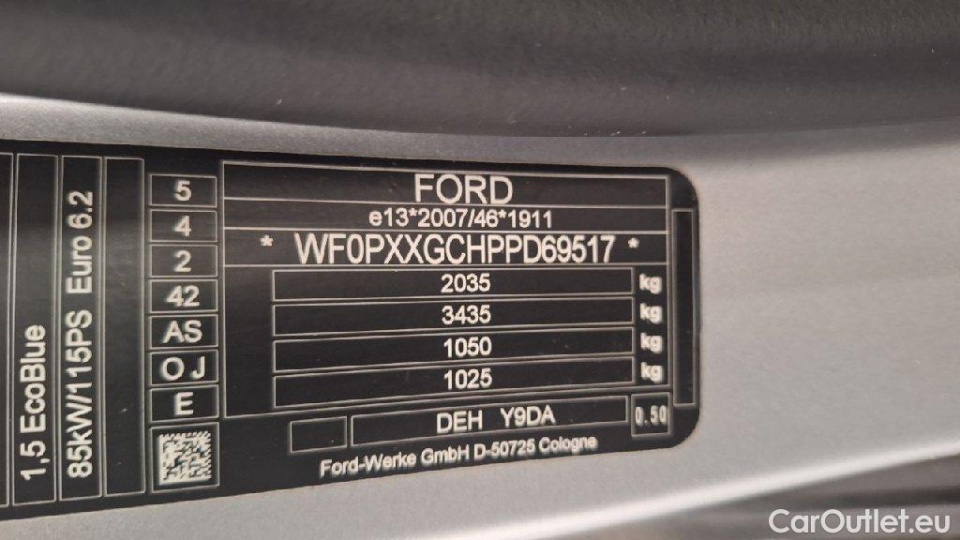 FORD
e13*2007/46*1911
* WF0PXXGCHPPD69517 *
2035 kg
3435 kg
1050 kg
1025 kg
DEH Y9DA 0.50
Ford-Werke GmbH D-50725 Cologne
5
4
2
42
AS
O J
E
1,5 EcoBlue
85kW/115PS Euro 6.2
CarOutlet.eu